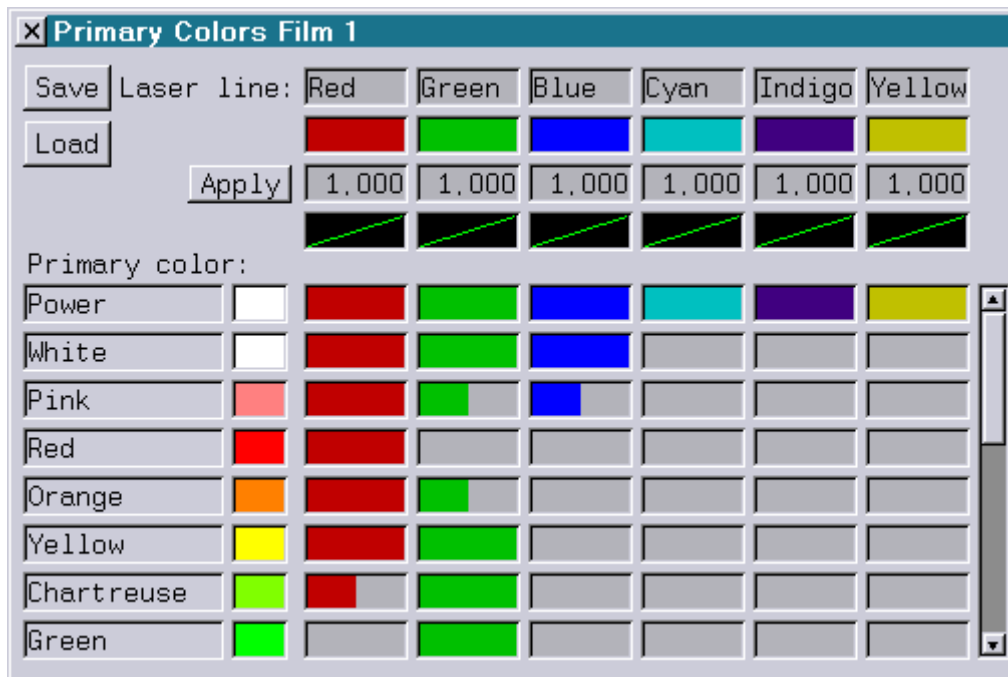 Primary Colors Film 1
Save Laser line: Red Green Blue Cyan Indigo Yellow
Load
Apply 1,000 1,000 1,000 1,000 1,000 1,000
Primary color:
Power
White
Pink
Red
Orange
Yellow
Chartreuse
Green